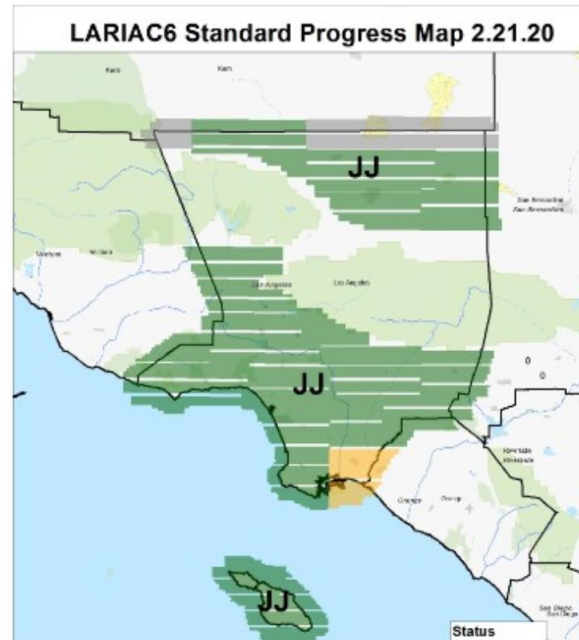 LARIAC6 Standard Progress Map 2.21.20
Kern
Kern
JJ
San Bernardino
San Bernardino
Ventura
Ventura
Los Angeles
Los Angeles
JJ
0
0
Riverside
Riverside
Orange
Orange
JJ
San Diego
San Diego
Status